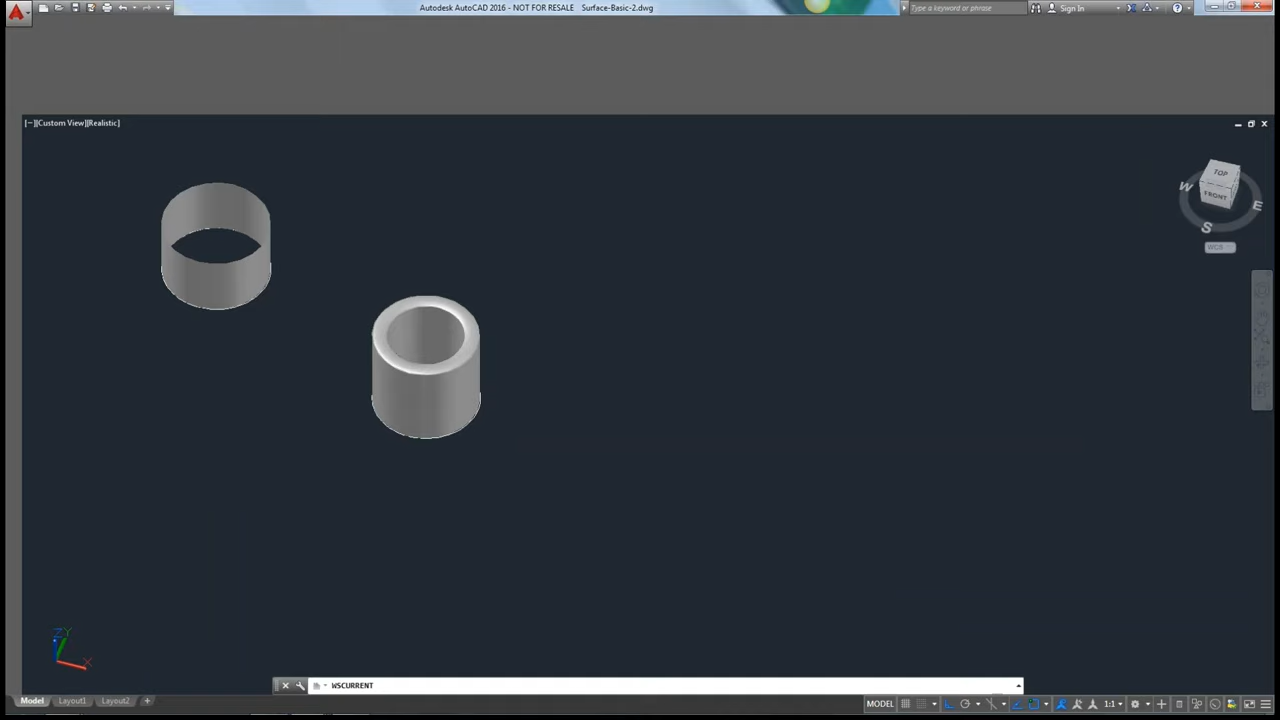 Autodesk AutoCAD 2016 - NOT FOR RESALE Surface-Basic-2.dwg
Type a keyword or phrase
Sign In
[−][Custom View][Realistic]
TOP
FRONT
W
E
S
WCS
Z
Y
X
WSCURRENT
Model
Layout1
Layout2
MODEL
1:1